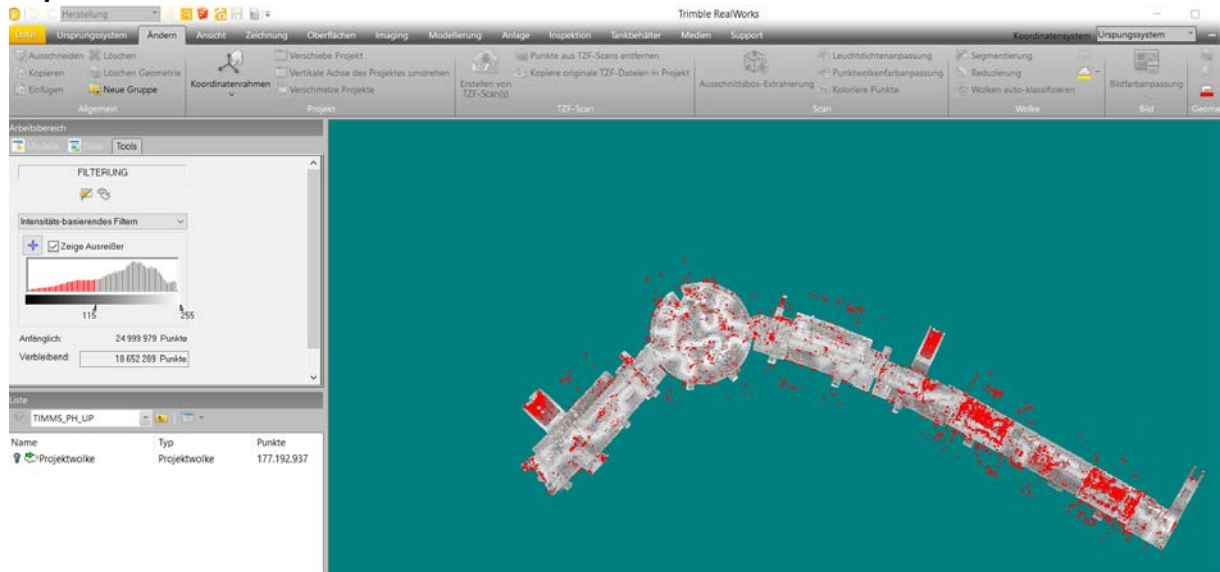 Herstellung
Trimble RealWorks
Datei Ursprungssystem Ändern Ansicht Zeichnung Oberflächen Imaging Modellierung Anlage Inspektion Tankbehälter Medien Support Koordinatensystem Urspungssystem
Ausschneiden Löschen
Kopieren Löschen Geometrie
Einfügen Neue Gruppe
Allgemein
Koordinatenrahmen
Verschiebe Projekt
Vertikale Achse des Projektes umdrehen
Verschmelze Projekte
Projekt
Erstellen von
TZF-Scan(s)
Punkte aus TZF-Scans entfernen
Kopiere originale TZF-Dateien in Projekt
TZF-Scan
Ausschnittsbox-Extrahierung
Leuchtdichtenanpassung
Punktwolkenfarbanpassung
Koloriere Punkte
Scan
Segmentierung
Reduzierung
Wolken auto-klassifizieren
Wolke
Bildfarbanpassung
Bild
Geome
Arbeitsbereich
Modelle Bilder Tools
FILTERUNG
Intensitäts-basierendes Filtern
Zeige Ausreißer
115 255
Anfänglich: 24 999 979 Punkte
Verbleibend: 18 652 289 Punkte
Liste
TIMMS_PH_UP
Name Typ Punkte
Projektwolke Projektwolke 177.192.937